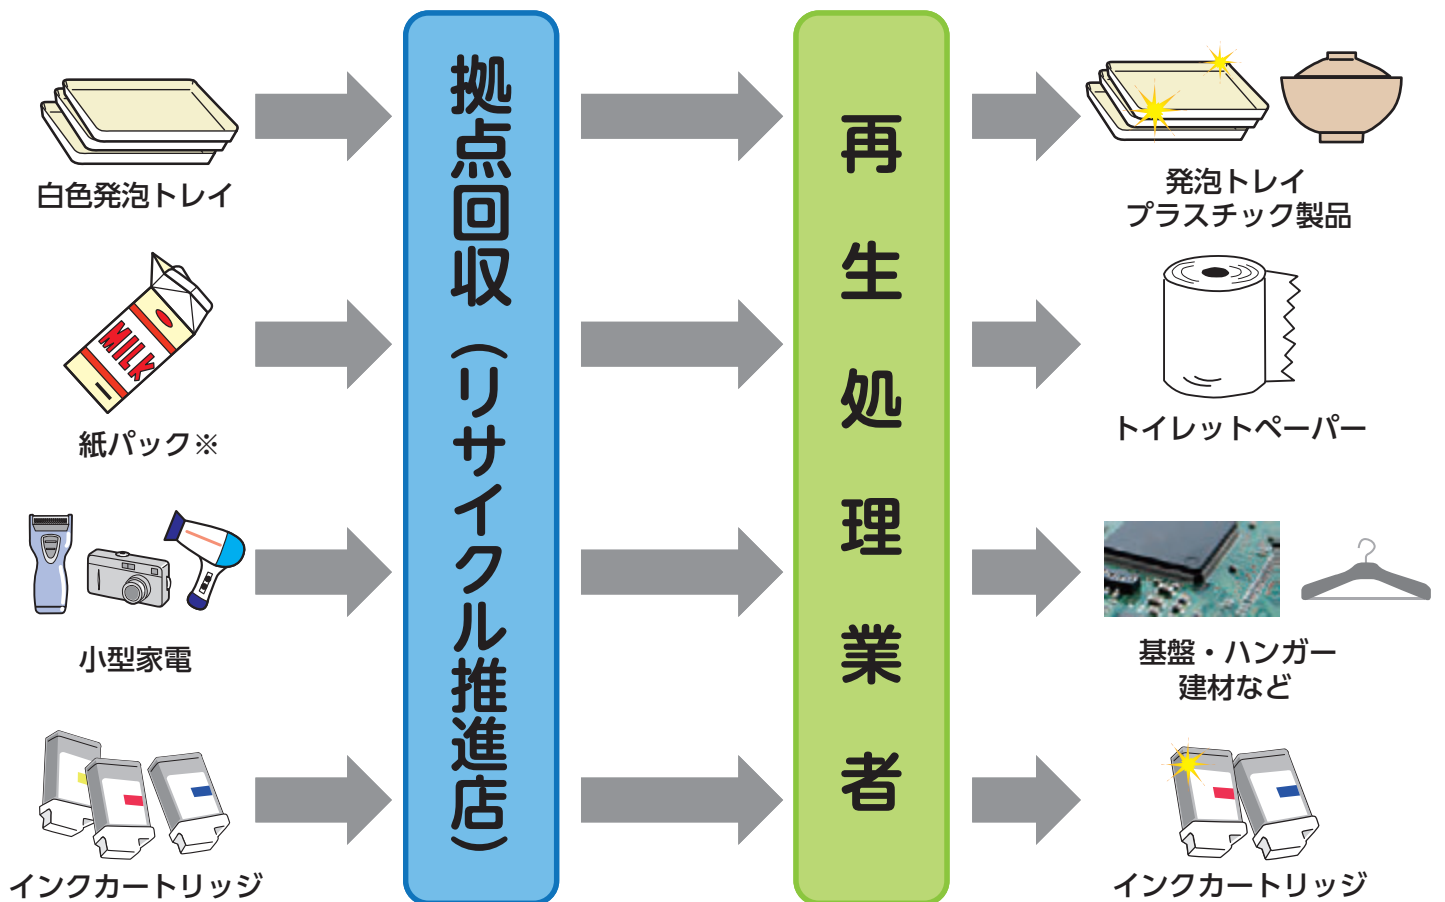 白色発泡トレイ
紙パック※
MILK
小型家電
インクカートリッジ
拠点回収（リサイクル推進店）
再生処理業者
発泡トレイ
プラスチック製品
トイレットペーパー
基盤・ハンガー
建材など
インクカートリッジ